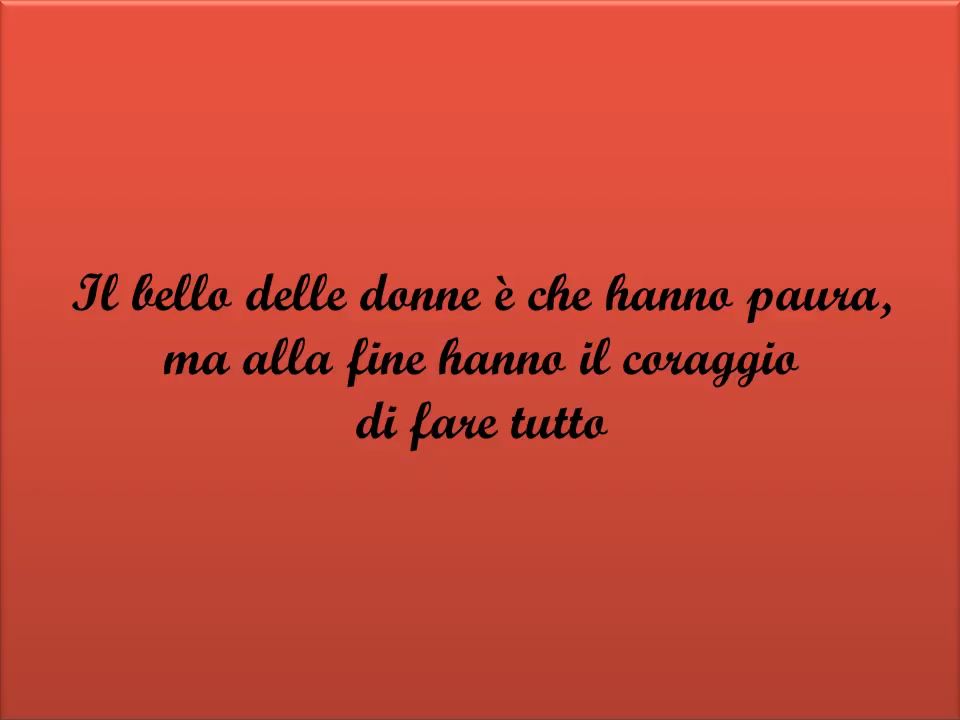 Il bello delle donne è che hanno paura,
ma alla fine hanno il coraggio
di fare tutto